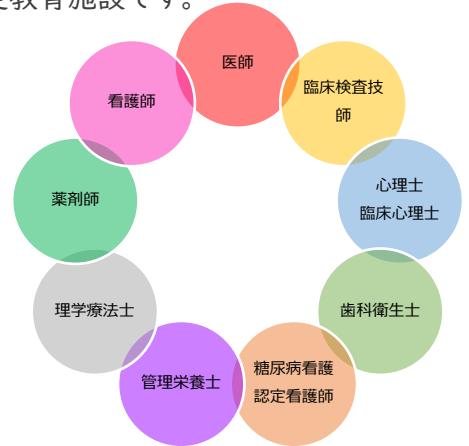 教育施設です。
医師
臨床検査技
師
心理士
臨床心理士
歯科衛生士
糖尿病看護
認定看護師
管理栄養士
理学療法士
薬剤師
看護師